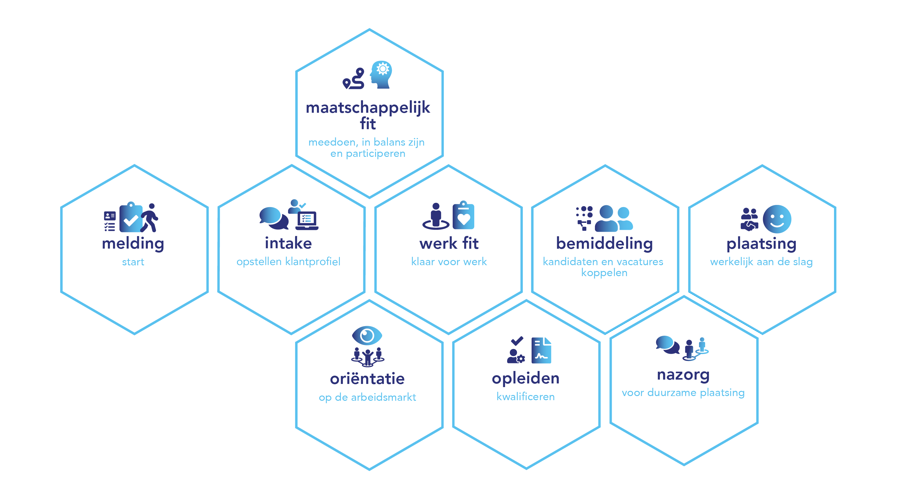 maatschappelijk
fit
meedoen, in balans zijn
en participeren
melding
start
intake
opstellen klantprofiel
werk fit
klaar voor werk
bemiddeling
kandidaten en vacatures
koppelen
plaatsing
werkelijk aan de slag
oriëntatie
op de arbeidsmarkt
opleiden
kwalificeren
nazorg
voor duurzame plaatsing